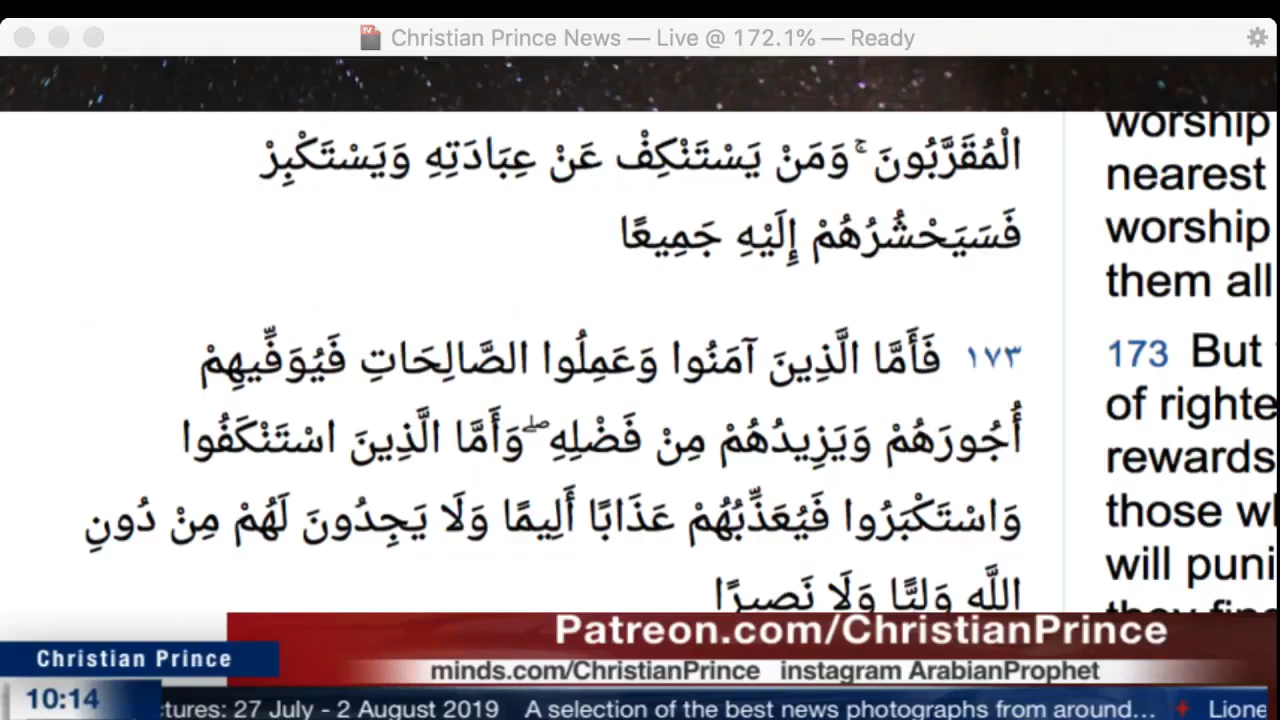 Christian Prince News — Live @ 172.1% — Ready
الْمُقَرَّبُونَ ۚ وَمَنْ يَسْتَنْكِفْ عَنْ عِبَادَتِهِ وَيَسْتَكْبِرْ
فَسَيَحْشُرُهُمْ إِلَيْهِ جَمِيعًا
١٧٣ فَأَمَّا الَّذِينَ آمَنُوا وَعَمِلُوا الصَّالِحَاتِ فَيُوَفِّيهِمْ
أُجُورَهُمْ وَيَزِيدُهُمْ مِنْ فَضْلِهِ ۖ وَأَمَّا الَّذِينَ اسْتَنْكَفُوا
وَاسْتَكْبَرُوا فَيُعَذِّبُهُمْ عَذَابًا أَلِيمًا وَلَا يَجِدُونَ لَهُمْ مِنْ دُونِ
اللَّهِ وَلِيًّا وَلَا نَصِيرًا
worship
nearest
worship
them all
173 But
of righte
rewards
those w
will puni
Patreon.com/ChristianPrince
minds.com/ChristianPrince instagram ArabianProphet
Christian Prince
10:14
ctures: 27 July - 2 August 2019 A selection of the best news photographs from around... Lione